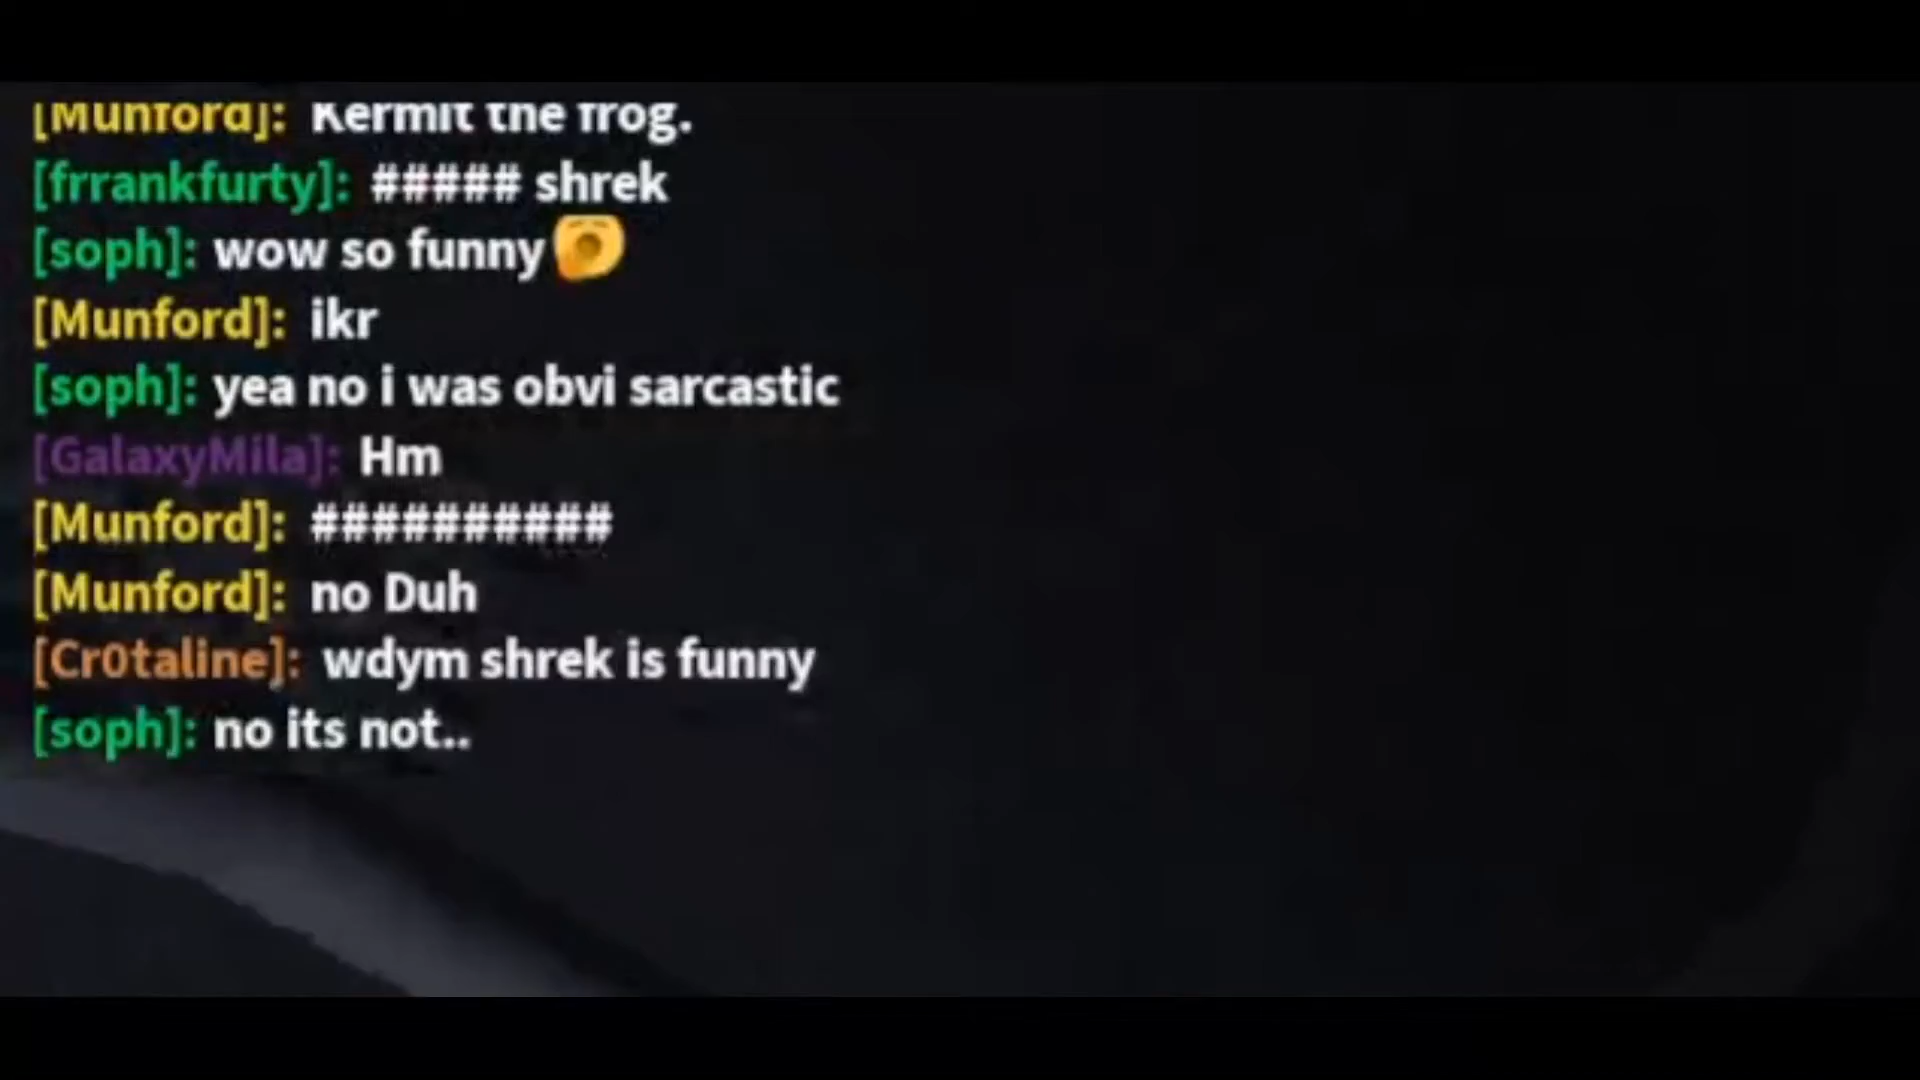 [Munford]: Kermit the frog.
[frrankfurty]: ##### shrek
[soph]: wow so funny
[Munford]: ikr
[soph]: yea no i was obvi sarcastic
[GalaxyMila]: Hm
[Munford]: ##########
[Munford]: no Duh
[Cr0taline]: wdym shrek is funny
[soph]: no its not..